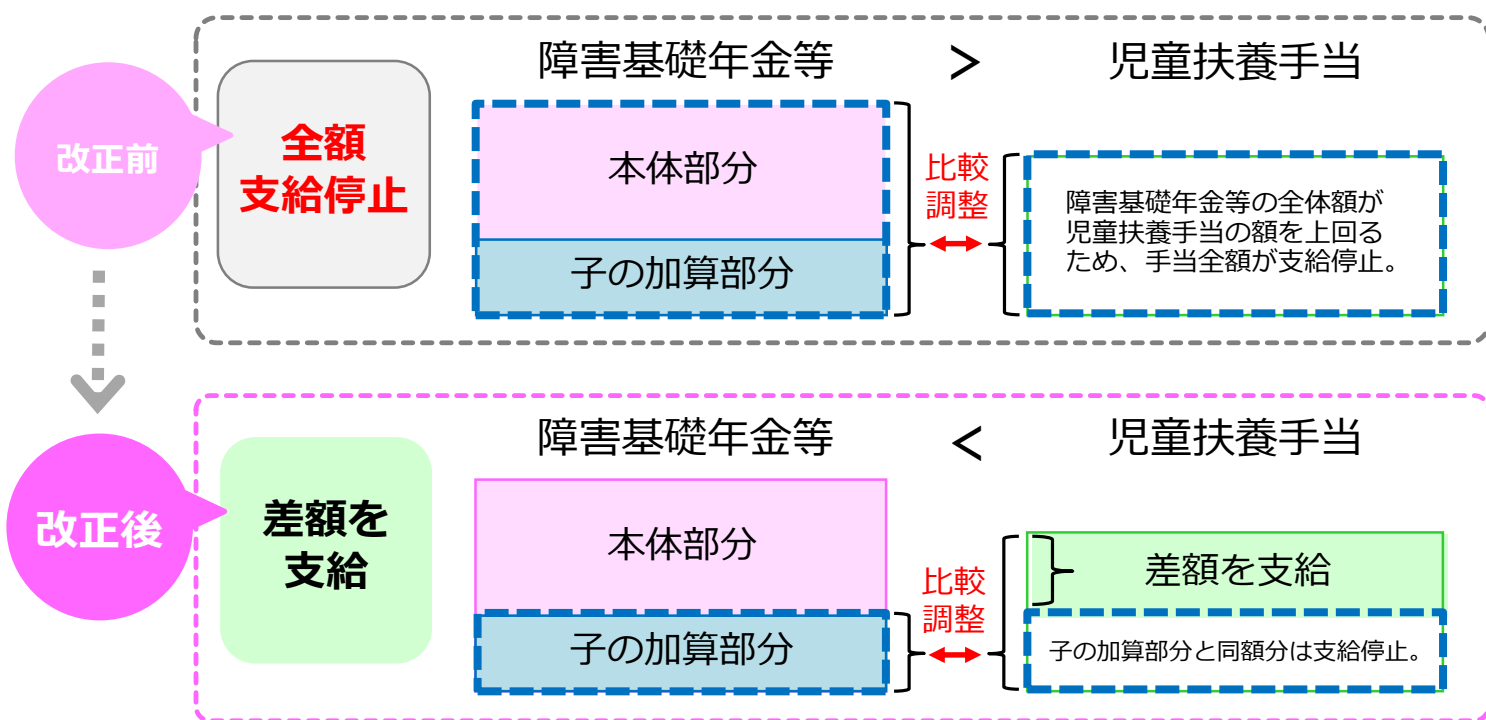 改正前
全額
支給停止
障害基礎年金等 > 児童扶養手当
本体部分
子の加算部分
比較
調整
障害基礎年金等の全体額が
児童扶養手当の額を上回る
ため、手当全額が支給停止。
改正後
差額を
支給
障害基礎年金等 < 児童扶養手当
本体部分
子の加算部分
比較
調整
差額を支給
子の加算部分と同額分は支給停止。